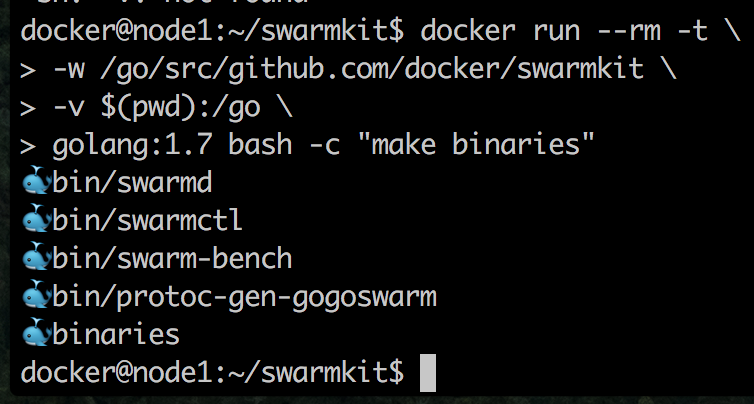 docker@node1:~/swarmkit$ docker run --rm -t \
> -w /go/src/github.com/docker/swarmkit \
> -v $(pwd):/go \
> golang:1.7 bash -c "make binaries"
🐳bin/swarmd
🐳bin/swarmctl
🐳bin/swarm-bench
🐳bin/protoc-gen-gogoswarm
🐳binaries
docker@node1:~/swarmkit$